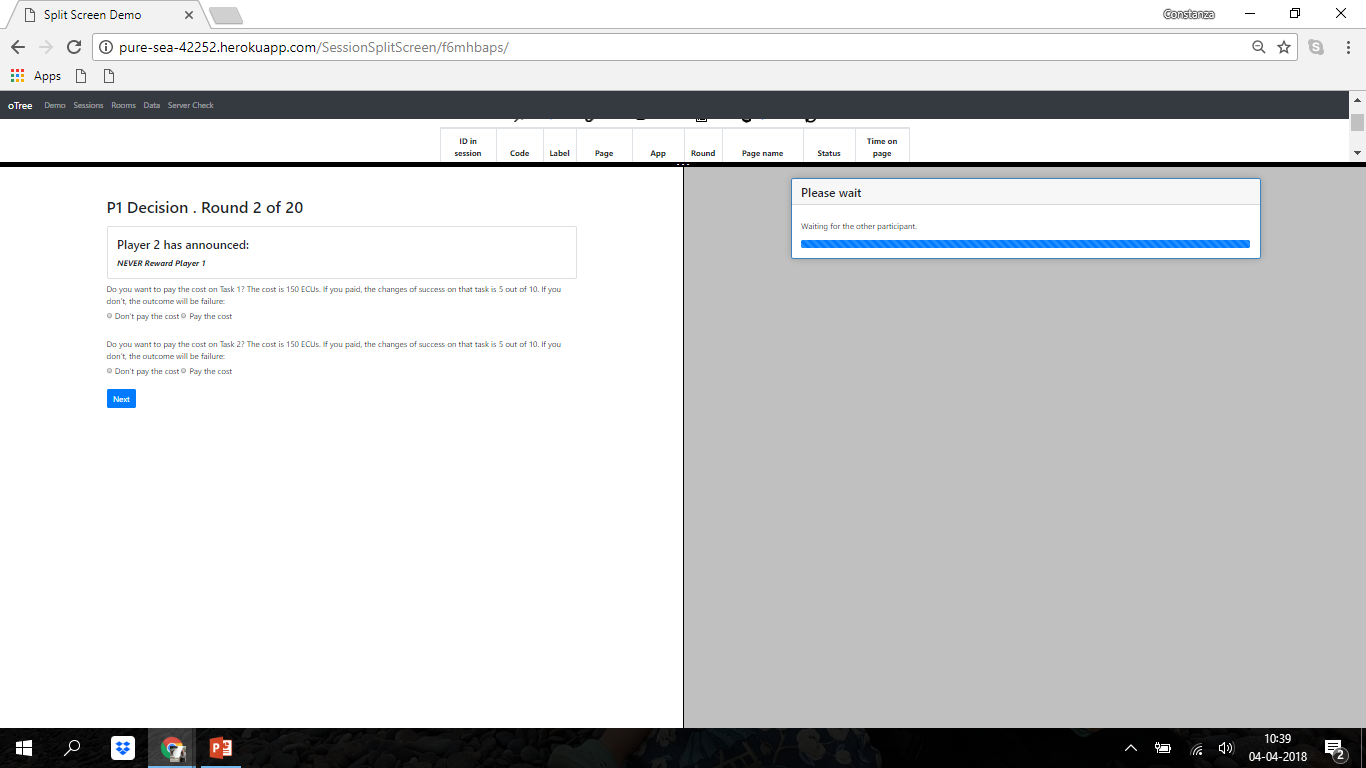 Split Screen Demo
Constanza
pure-sea-42252.herokuapp.com/SessionSplitScreen/f6mhbaps/
Apps
oTree Demo Sessions Rooms Data Server Check
ID in session Code Label Page App Round Page name Status Time on page
P1 Decision . Round 2 of 20
Player 2 has announced:
NEVER Reward Player 1
Do you want to pay the cost on Task 1? The cost is 150 ECUs. If you paid, the changes of success on that task is 5 out of 10. If you
don't, the outcome will be failure:
Don't pay the cost Pay the cost
Do you want to pay the cost on Task 2? The cost is 150 ECUs. If you paid, the changes of success on that task is 5 out of 10. If you
don't, the outcome will be failure:
Don't pay the cost Pay the cost
Next
Please wait
Waiting for the other participant.
10:39
04-04-2018
2